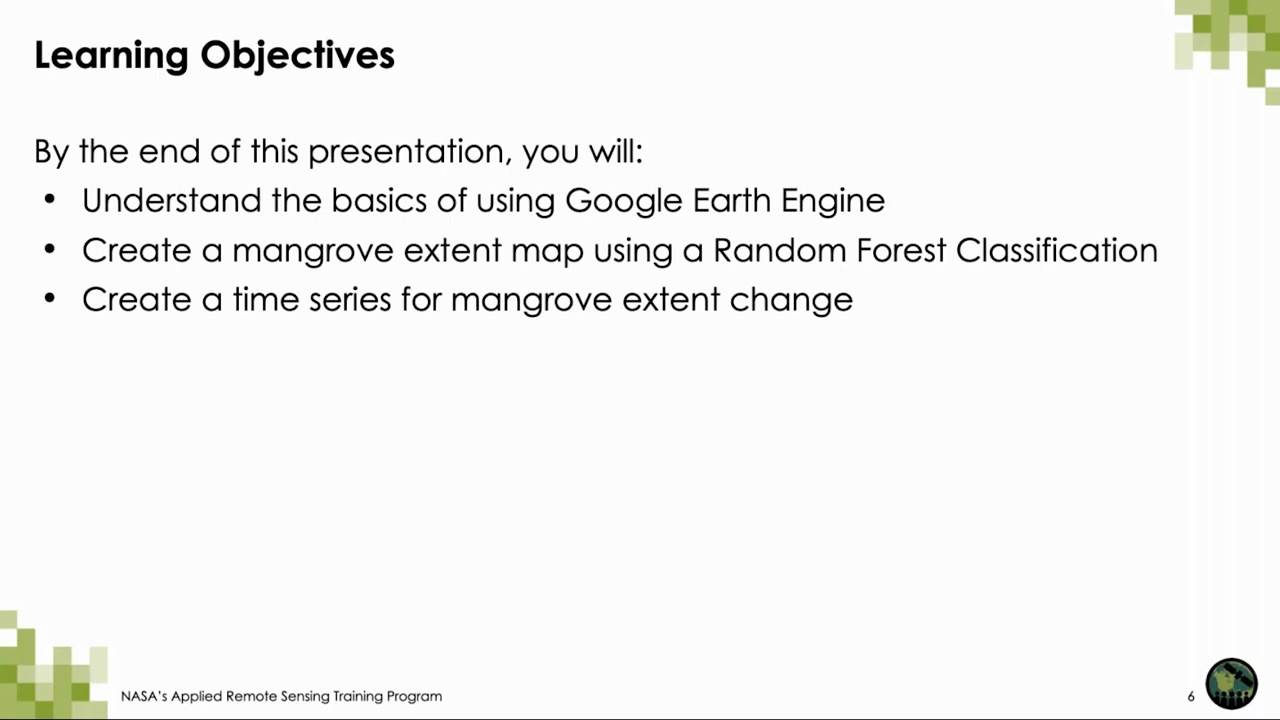 Learning Objectives
By the end of this presentation, you will:
• Understand the basics of using Google Earth Engine
• Create a mangrove extent map using a Random Forest Classification
• Create a time series for mangrove extent change
NASA's Applied Remote Sensing Training Program
6